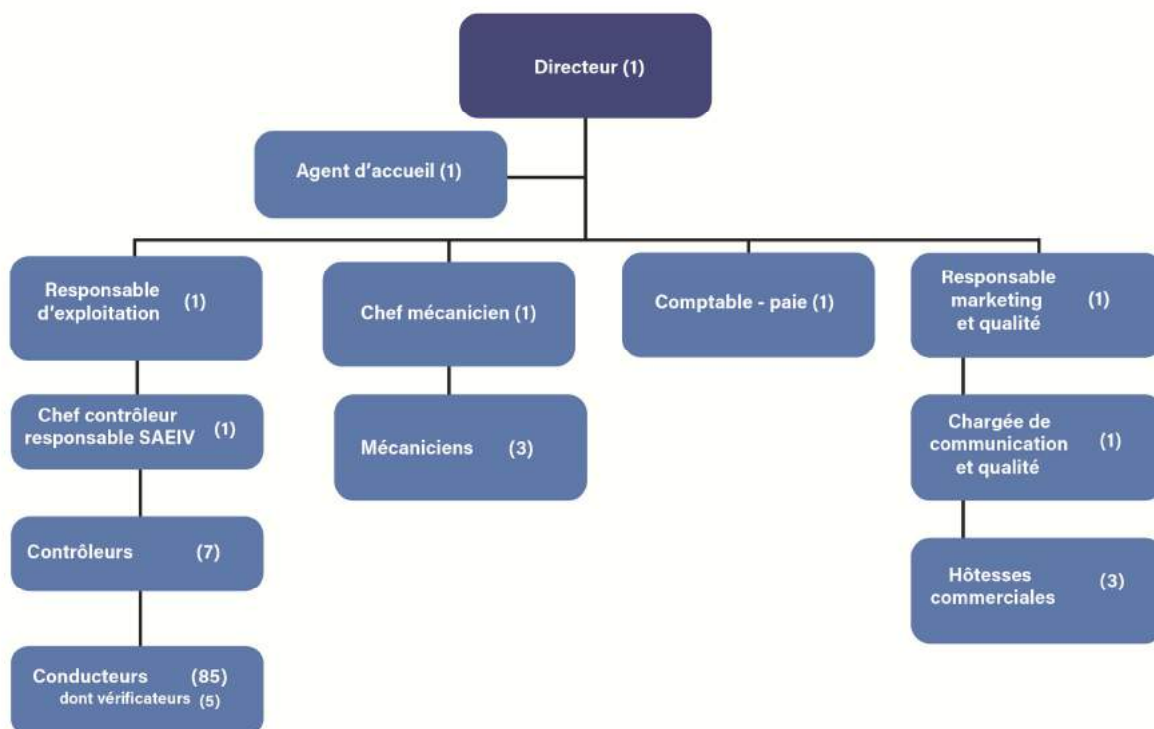 Directeur (1)
Agent d'accueil (1)
Responsable
d'exploitation (1)
Chef mécanicien (1)
Comptable - paie (1)
Responsable
marketing (1)
et qualité
Chef contrôleur
responsable SAEIV (1)
Mécaniciens (3)
Chargée de
communication (1)
et qualité
Contrôleurs (7)
Hôtesses
commerciales (3)
Conducteurs (85)
dont vérificateurs (5)